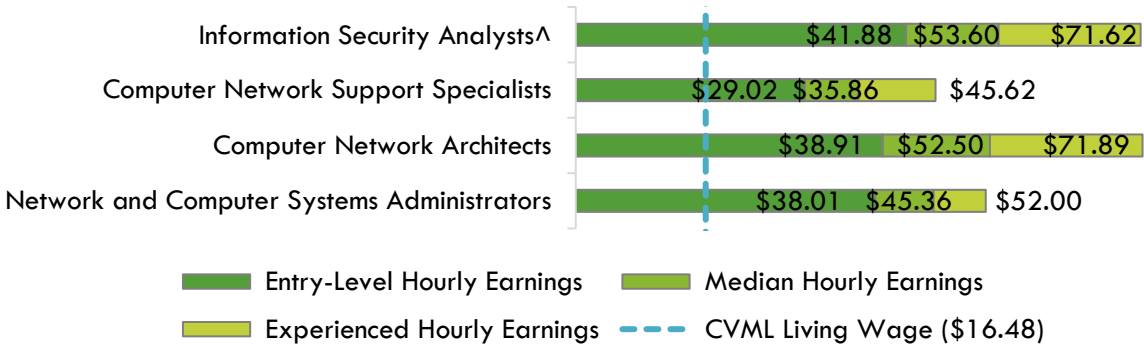 Information Security Analysts^ $41.88 $53.60 $71.62
Computer Network Support Specialists $29.02 $35.86 $45.62
Computer Network Architects $38.91 $52.50 $71.89
Network and Computer Systems Administrators $38.01 $45.36 $52.00
Entry-Level Hourly Earnings Median Hourly Earnings
Experienced Hourly Earnings CVML Living Wage ($16.48)